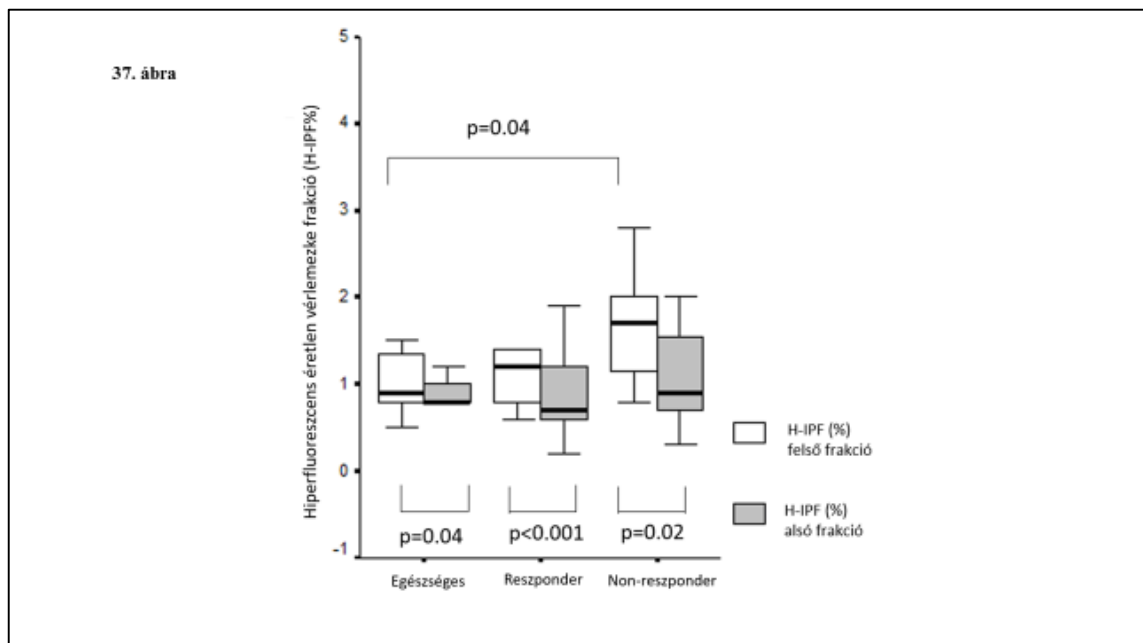 37. ábra
Hiperfluoreszcens éretlen vérlemezke frakció (H-IPF%)
5
4
3
2
1
0
-1
p=0.04
p=0.04
p<0.001
p=0.02
Egészséges
Reszponder
Non-reszponder
H-IPF (%)
felső frakció
H-IPF (%)
alsó frakció